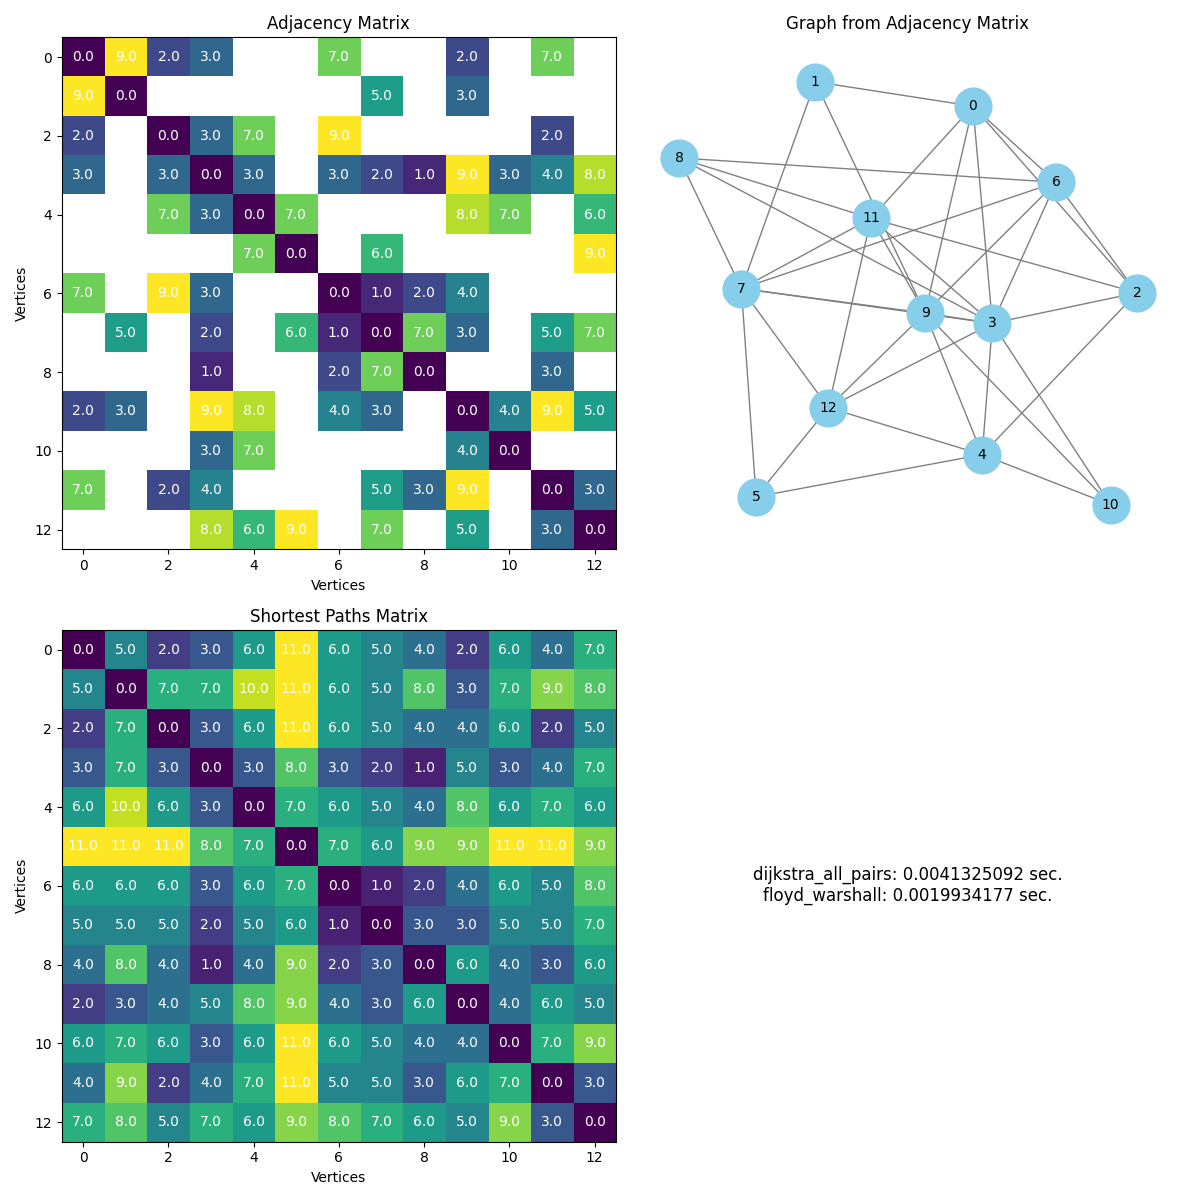 Adjacency Matrix
0 0.0 9.0 2.0 3.0 7.0 2.0 7.0
9.0 0.0 5.0 3.0
2 2.0 0.0 3.0 7.0 9.0 2.0
3.0 3.0 0.0 3.0 3.0 2.0 1.0 9.0 3.0 4.0 8.0
4 7.0 3.0 0.0 7.0 8.0 7.0 6.0
7.0 0.0 6.0 9.0
6 7.0 9.0 3.0 0.0 1.0 2.0 4.0
5.0 2.0 6.0 1.0 0.0 7.0 3.0 5.0 7.0
8 1.0 2.0 7.0 0.0 3.0
2.0 3.0 9.0 8.0 4.0 3.0 0.0 4.0 9.0 5.0
10 3.0 7.0 4.0 0.0
7.0 2.0 4.0 5.0 3.0 9.0 0.0 3.0
12 8.0 6.0 9.0 7.0 5.0 3.0 0.0
0 2 4 6 8 10 12
Vertices
Vertices
Graph from Adjacency Matrix
1
0
8
6
11
7
2
9
3
12
4
5
10
Shortest Paths Matrix
0 0.0 5.0 2.0 3.0 6.0 11.0 6.0 5.0 4.0 2.0 6.0 4.0 7.0
5.0 0.0 7.0 7.0 10.0 11.0 6.0 5.0 8.0 3.0 7.0 9.0 8.0
2 2.0 7.0 0.0 3.0 6.0 11.0 6.0 5.0 4.0 4.0 6.0 2.0 5.0
3.0 7.0 3.0 0.0 3.0 8.0 3.0 2.0 1.0 5.0 3.0 4.0 7.0
4 6.0 10.0 6.0 3.0 0.0 7.0 6.0 5.0 4.0 8.0 6.0 7.0 6.0
11.0 11.0 11.0 8.0 7.0 0.0 7.0 6.0 9.0 9.0 11.0 11.0 9.0
6 6.0 6.0 6.0 3.0 6.0 7.0 0.0 1.0 2.0 4.0 6.0 5.0 8.0
5.0 5.0 5.0 2.0 5.0 6.0 1.0 0.0 3.0 3.0 5.0 5.0 7.0
8 4.0 8.0 4.0 1.0 4.0 9.0 2.0 3.0 0.0 6.0 4.0 3.0 6.0
2.0 3.0 4.0 5.0 8.0 9.0 4.0 3.0 6.0 0.0 4.0 6.0 5.0
10 6.0 7.0 6.0 3.0 6.0 11.0 6.0 5.0 4.0 4.0 0.0 7.0 9.0
4.0 9.0 2.0 4.0 7.0 11.0 5.0 5.0 3.0 6.0 7.0 0.0 3.0
12 7.0 8.0 5.0 7.0 6.0 9.0 8.0 7.0 6.0 5.0 9.0 3.0 0.0
0 2 4 6 8 10 12
Vertices
Vertices
dijkstra_all_pairs: 0.0041325092 sec.
floyd_warshall: 0.0019934177 sec.